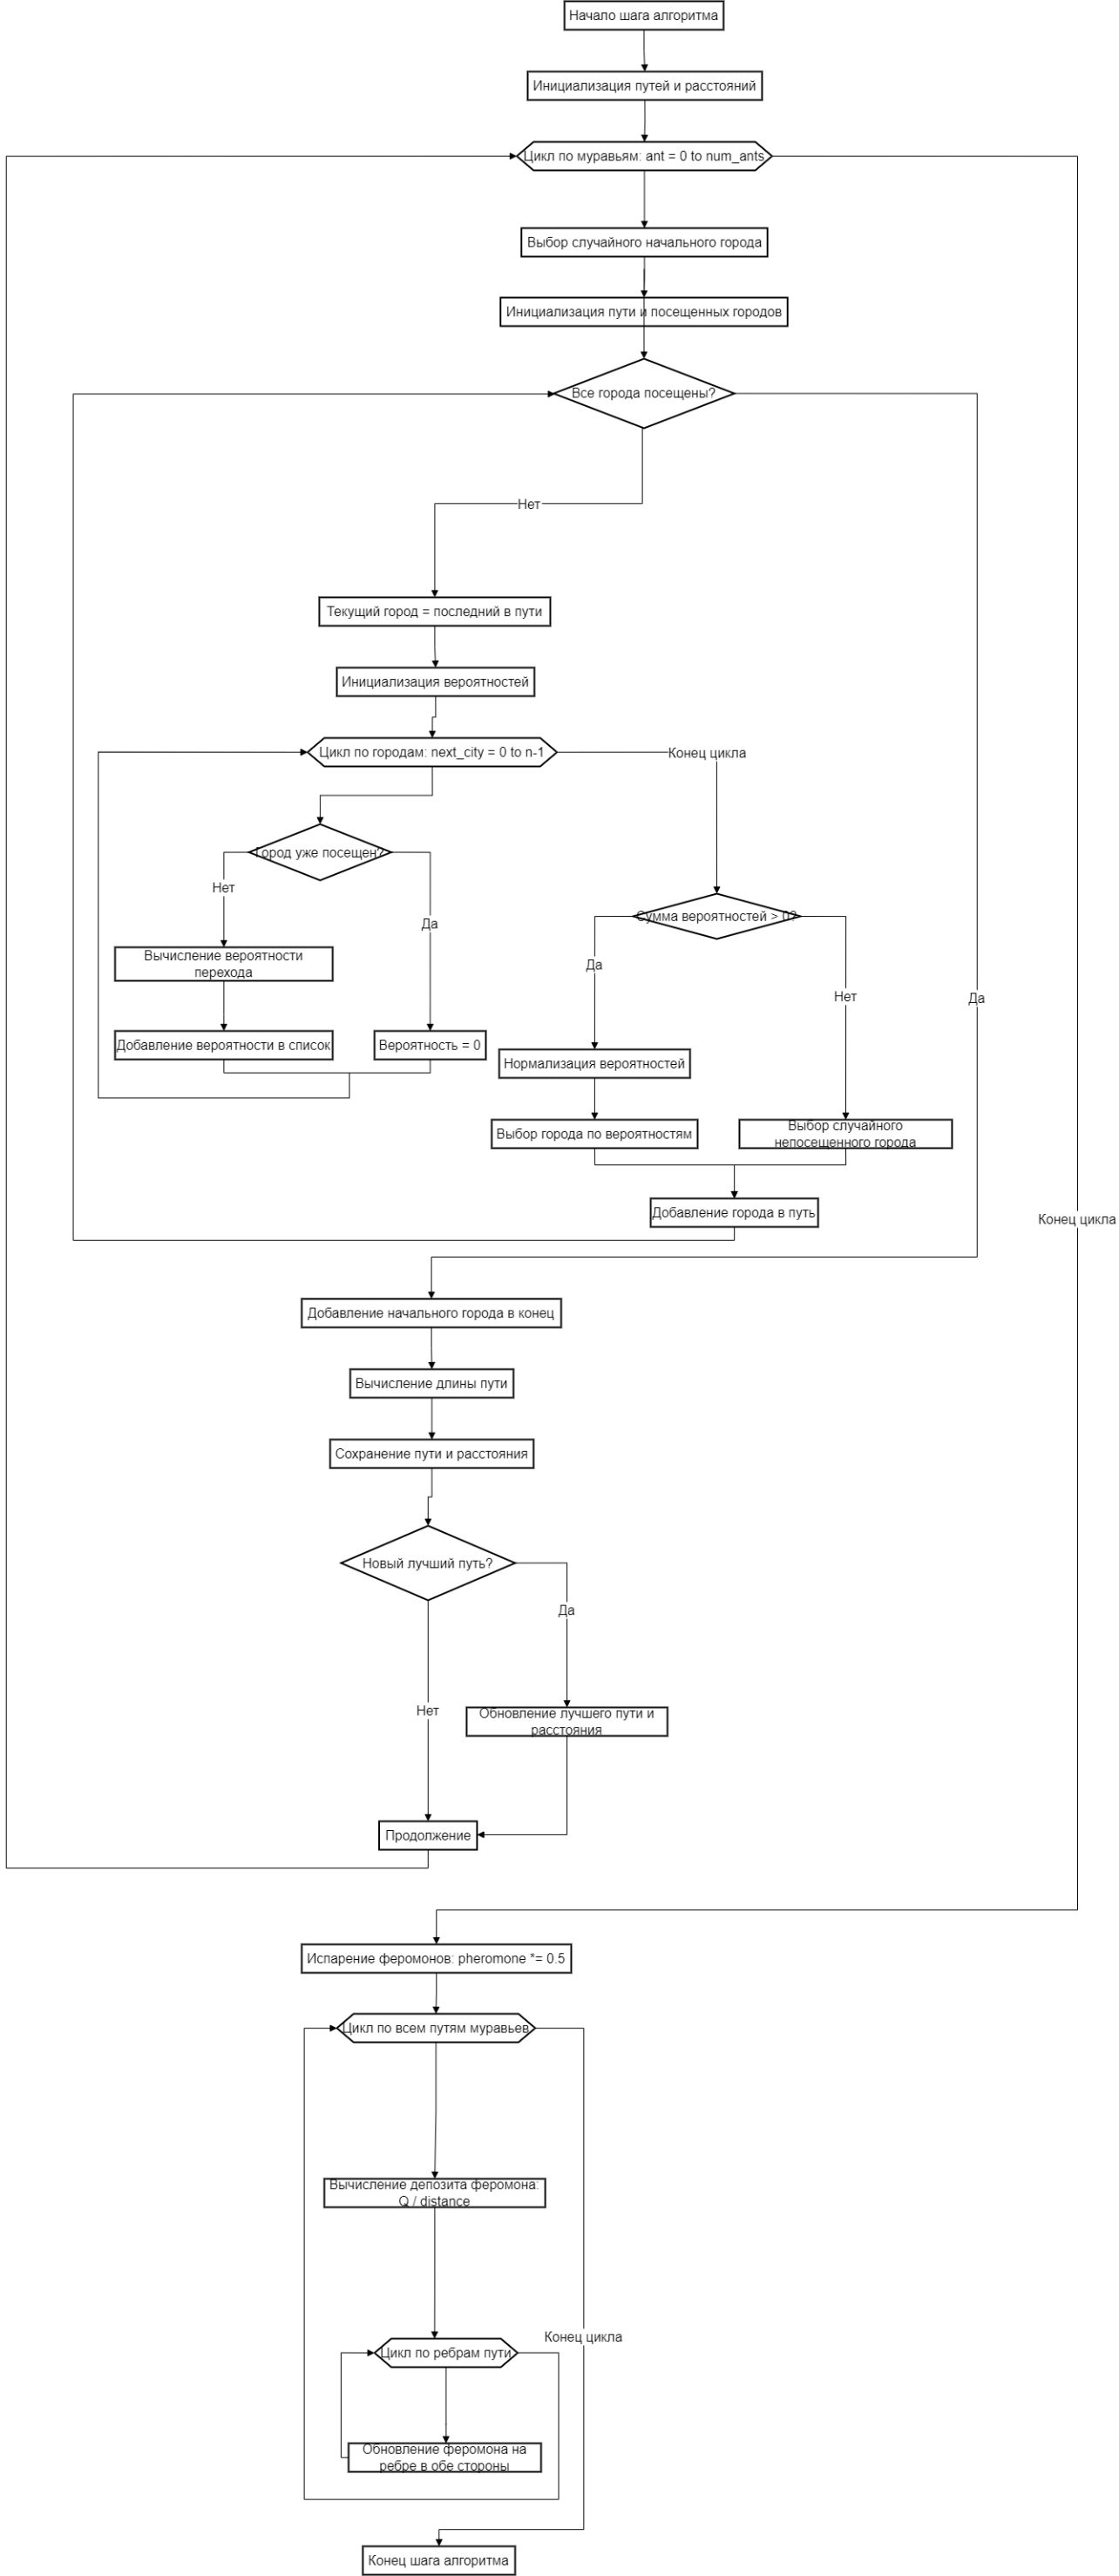 Начало шага алгоритма
Инициализация путей и расстояний
Цикл по муравьям: ant = 0 to num_ants
Выбор случайного начального города
Инициализация пути и посещенных городов
Все города посещены?
Нет
Текущий город = последний в пути
Инициализация вероятностей
Цикл по городам: next_city = 0 to n-1
Конец цикла
Город уже посещен?
Нет
Да
Сумма вероятностей > 0?
Вычисление вероятности
перехода
Да
Нет
Да
Добавление вероятности в список
Вероятность = 0
Нормализация вероятностей
Выбор города по вероятностям
Выбор случайного
непосещенного города
Добавление города в путь
Конец цикла
Добавление начального города в конец
Вычисление длины пути
Сохранение пути и расстояния
Новый лучший путь?
Да
Нет
Обновление лучшего пути и
расстояния
Продолжение
Испарение феромонов: pheromone *= 0.5
Цикл по всем путям муравьев
Вычисление депозита феромона:
Q / distance
Конец цикла
Цикл по ребрам пути
Обновление феромона на
ребре в обе стороны
Конец шага алгоритма